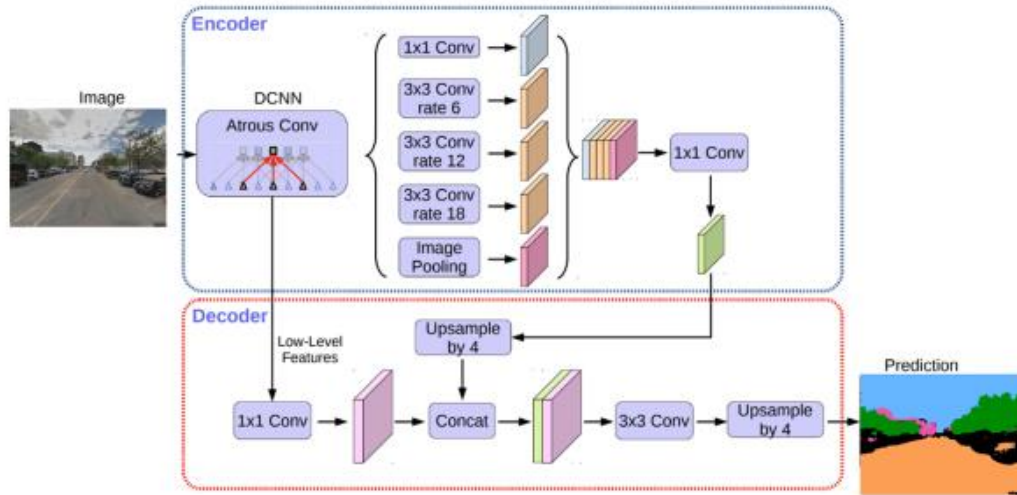 Encoder
Image
DCNN
Atrous Conv
1x1 Conv
3x3 Conv
rate 6
3x3 Conv
rate 12
3x3 Conv
rate 18
Image
Pooling
1x1 Conv
Decoder
Low-Level
Features
Upsample
by 4
1x1 Conv
Concat
3x3 Conv
Upsample
by 4
Prediction